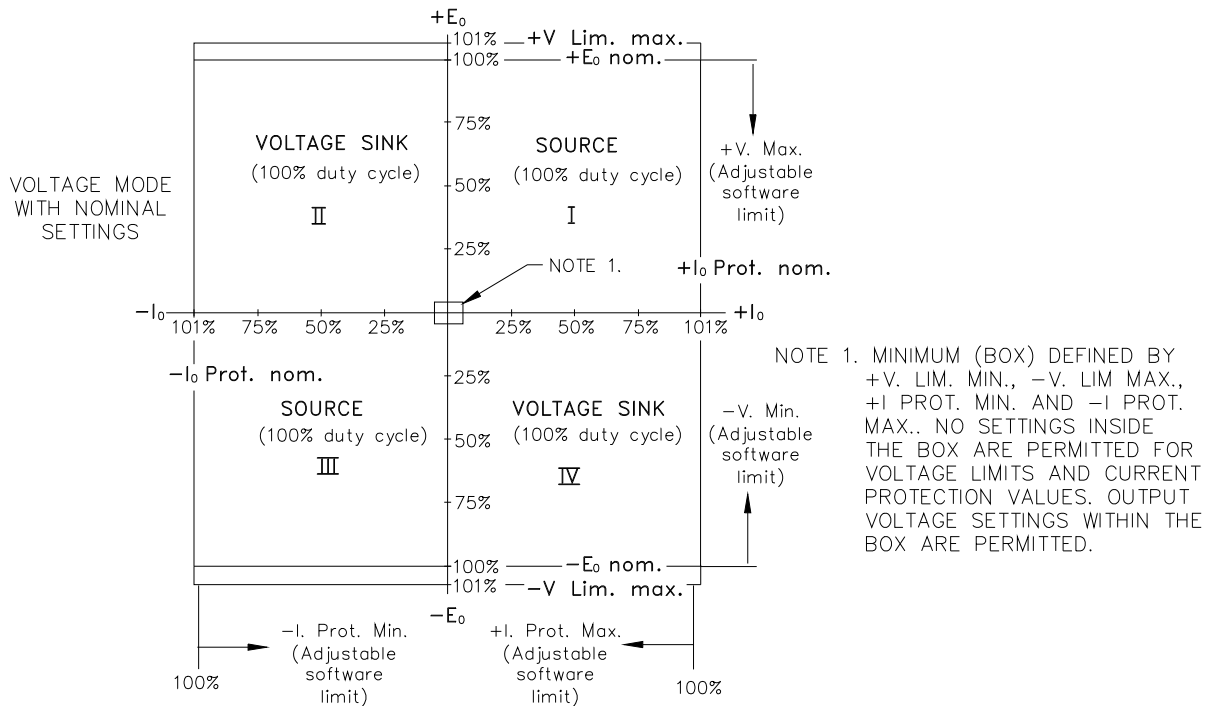 +E₀
101%
+V Lim. max.
100%
+E₀ nom.
75%
VOLTAGE SINK
(100% duty cycle)
II
SOURCE
(100% duty cycle)
I
+V. Max.
(Adjustable
software
limit)
VOLTAGE MODE
WITH NOMINAL
SETTINGS
50%
25%
NOTE 1.
+I₀ Prot. nom.
−I₀
101% 75% 50% 25%
25% 50% 75% 101%
+I₀
−I₀ Prot. nom.
25%
SOURCE
(100% duty cycle)
III
VOLTAGE SINK
(100% duty cycle)
IV
50%
75%
−V. Min.
(Adjustable
software
limit)
NOTE 1. MINIMUM (BOX) DEFINED BY
+V. LIM. MIN., −V. LIM MAX.,
+I PROT. MIN. AND −I PROT.
MAX.. NO SETTINGS INSIDE
THE BOX ARE PERMITTED FOR
VOLTAGE LIMITS AND CURRENT
PROTECTION VALUES. OUTPUT
VOLTAGE SETTINGS WITHIN THE
BOX ARE PERMITTED.
100%
−E₀ nom.
101%
−V Lim. max.
−E₀
−I. Prot. Min.
(Adjustable
software
limit)
+I. Prot. Max.
(Adjustable
software
limit)
100%
100%